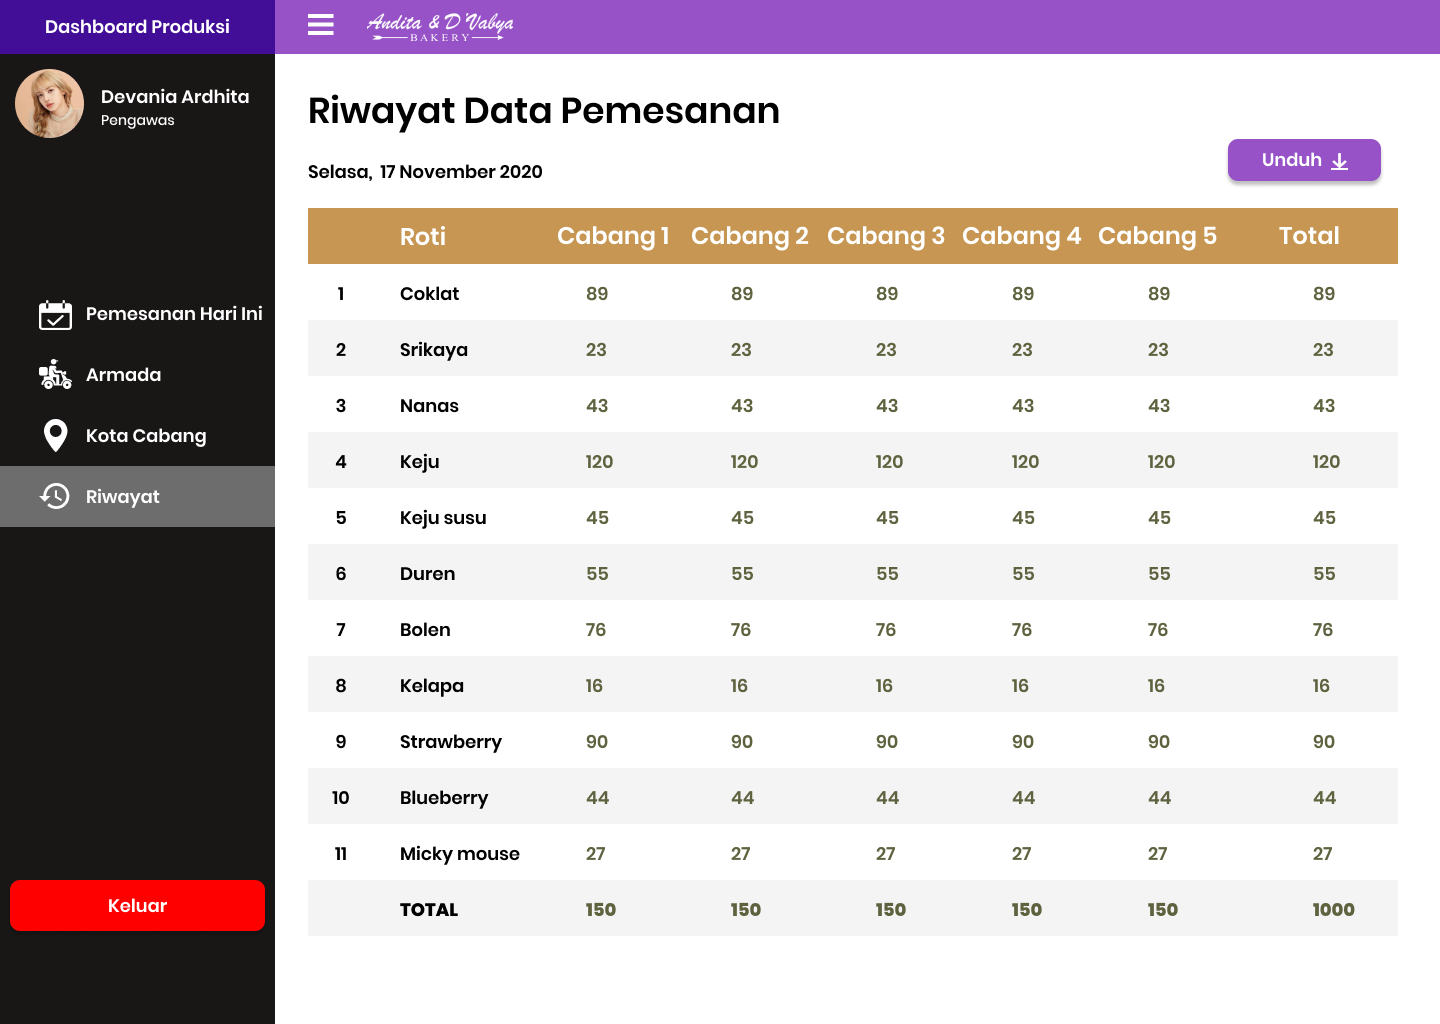 Dashboard Produksi
Andita & D'Vabya
BAKERY
Devania Ardhita
Pengawas
Pemesanan Hari Ini
Armada
Kota Cabang
Riwayat
Keluar
Riwayat Data Pemesanan
Selasa, 17 November 2020
Unduh
Roti Cabang 1 Cabang 2 Cabang 3 Cabang 4 Cabang 5 Total
1 Coklat 89 89 89 89 89 89
2 Srikaya 23 23 23 23 23 23
3 Nanas 43 43 43 43 43 43
4 Keju 120 120 120 120 120 120
5 Keju susu 45 45 45 45 45 45
6 Duren 55 55 55 55 55 55
7 Bolen 76 76 76 76 76 76
8 Kelapa 16 16 16 16 16 16
9 Strawberry 90 90 90 90 90 90
10 Blueberry 44 44 44 44 44 44
11 Micky mouse 27 27 27 27 27 27
TOTAL 150 150 150 150 150 1000